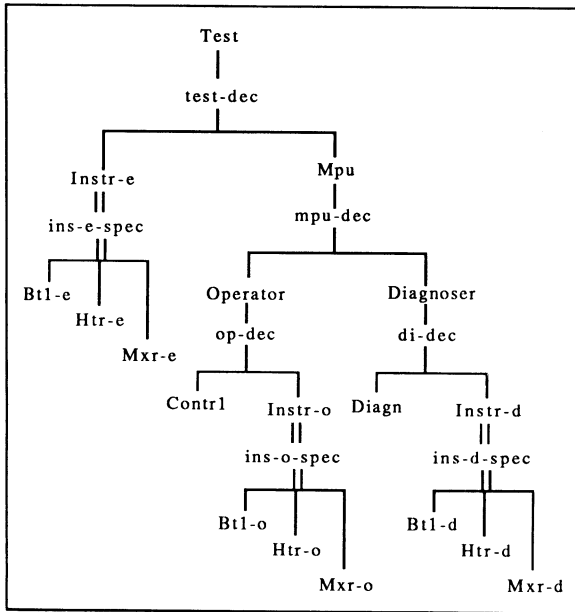 Test
test-dec
Instr-e
Mpu
ins-e-spec
mpu-dec
Bt1-e
Htr-e
Mxr-e
Operator
Diagnoser
op-dec
di-dec
Contr1
Instr-o
Diagn
Instr-d
ins-o-spec
ins-d-spec
Bt1-o
Htr-o
Mxr-o
Bt1-d
Htr-d
Mxr-d